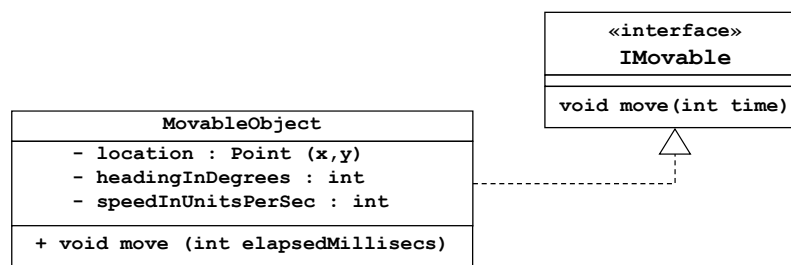 «interface»
IMovable
void move(int time)
MovableObject
- location : Point (x,y)
- headingInDegrees : int
- speedInUnitsPerSec : int
+ void move (int elapsedMillisecs)